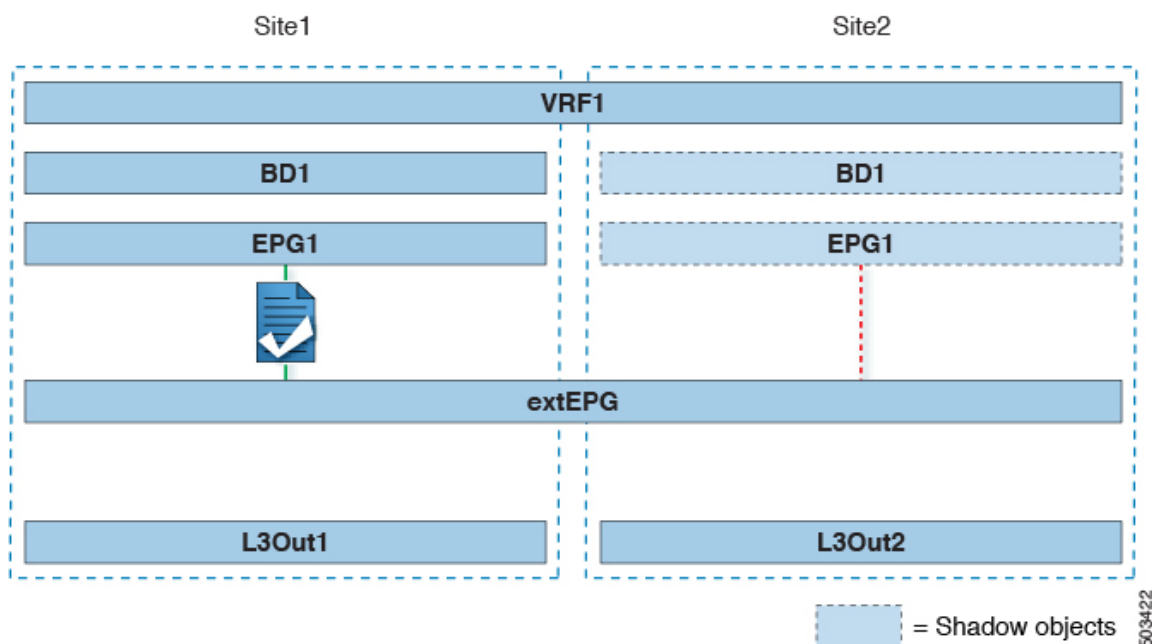 Site1
Site2
VRF1
BD1
BD1
EPG1
EPG1
extEPG
L3Out1
L3Out2
= Shadow objects
503422